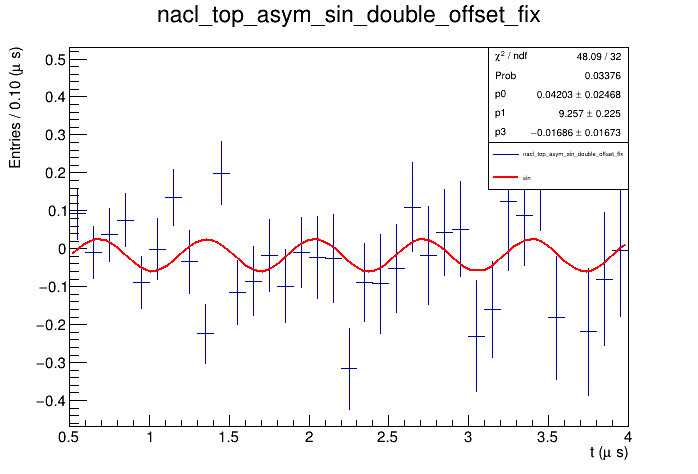 nacl_top_asym_sin_double_offset_fix
Entries / 0.10 (μ s)
χ² / ndf 48.09 / 32
Prob 0.03376
p0 0.04203 ± 0.02468
p1 9.257 ± 0.225
p3 −0.01686 ± 0.01673
nacl_top_asym_sin_double_offset_fix
sin
0.5
0.4
0.3
0.2
0.1
0
−0.1
−0.2
−0.3
−0.4
0.5 1 1.5 2 2.5 3 3.5 4
t (μ s)